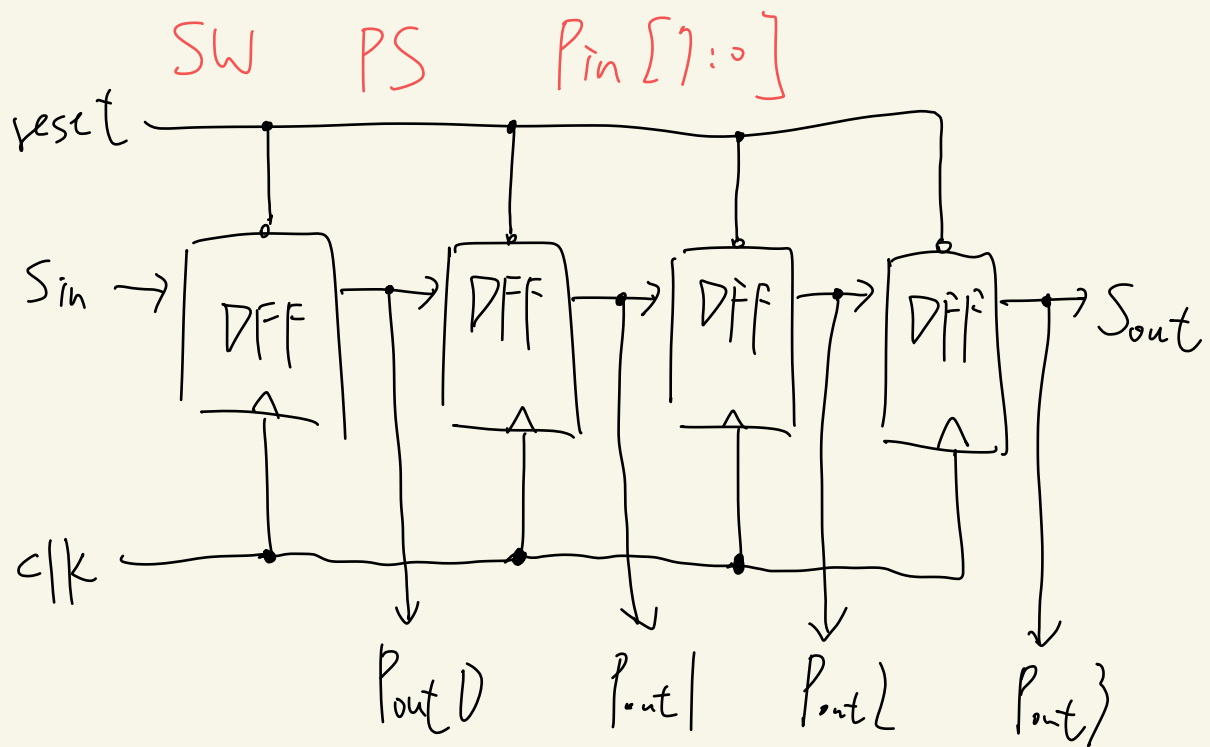 SW PS Pin [7:0]
reset
Sin DFF DFF DFF DFF Sout
clk
Pout0 Pout1 Pout2 Pout3